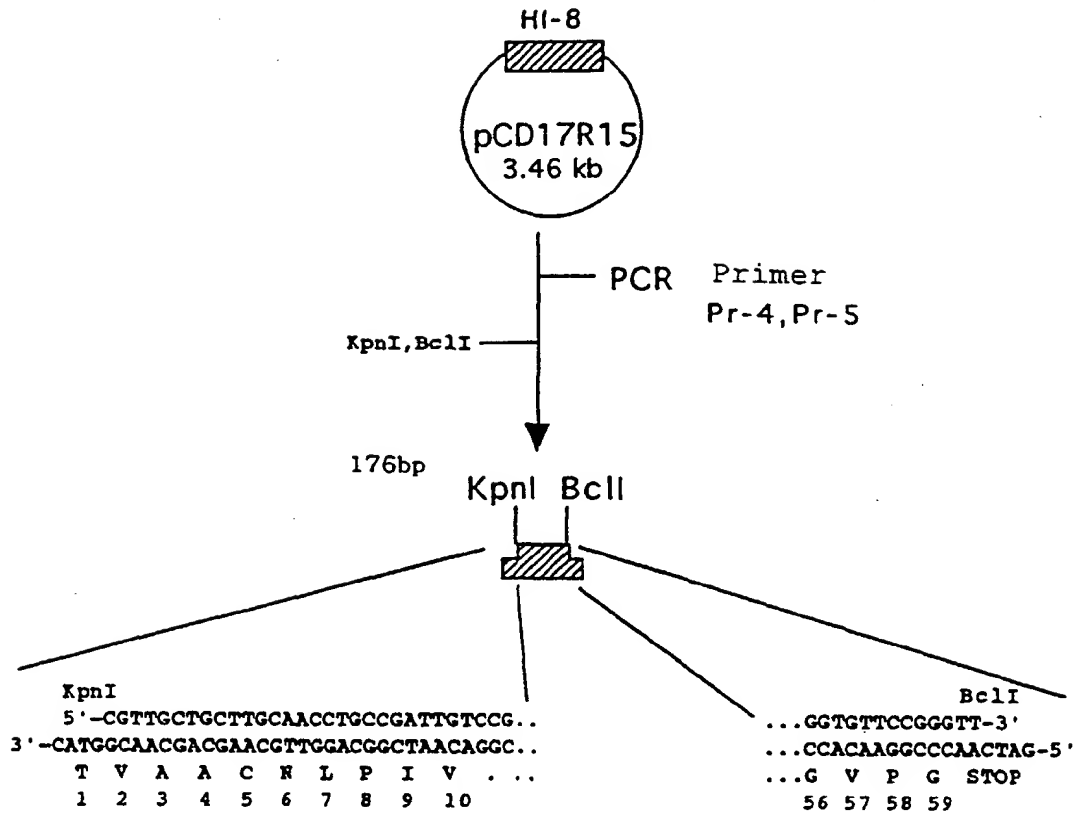 HI-8
pCD17R15
3.46 kb
PCR Primer
Pr-4,Pr-5
KpnI,BclI
176bp
KpnI BclI
KpnI
5'-CGTTGCTGCTTGCAACCTGCCGATTGTCCG..
3'-CATGGCAACGACGAACGTTGGACGGCTAACAGGC..
T V A A C N L P I V . ..
1 2 3 4 5 6 7 8 9 10
BclI
...GGTGTTCCGGGTT-3'
...CCACAAGGCCCAACTAG-5'
...G V P G STOP
56 57 58 59